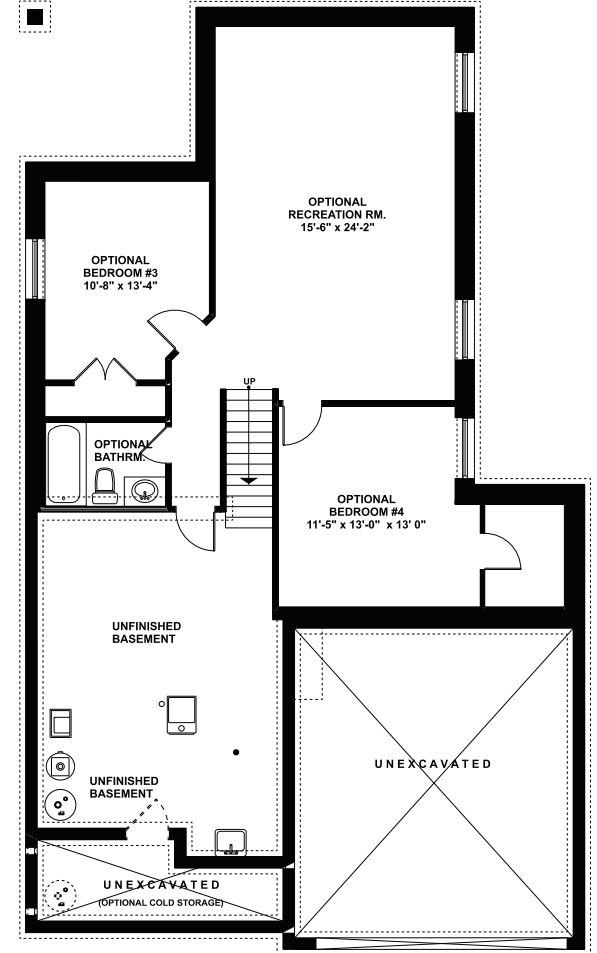 OPTIONAL
RECREATION RM.
15'-6" x 24'-2"
OPTIONAL
BEDROOM #3
10'-8" x 13'-4"
UP
OPTIONAL
BATHRM.
OPTIONAL
BEDROOM #4
11'-5" x 13'-0" x 13' 0"
UNFINISHED
BASEMENT
UNEXCAVATED
UNFINISHED
BASEMENT
UNEXCAVATED
(OPTIONAL COLD STORAGE)